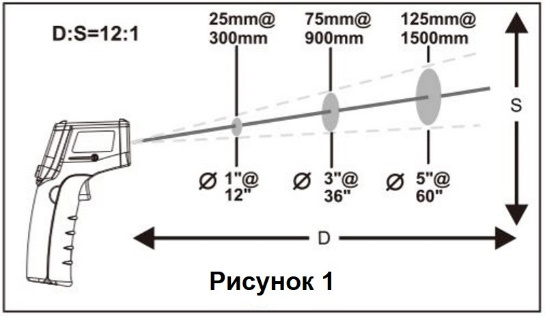 D:S=12:1
25mm@
300mm
75mm@
900mm
125mm@
1500mm
S
Ø 1"@
12"
Ø 3"@
36"
Ø 5"@
60"
D
Рисунок 1